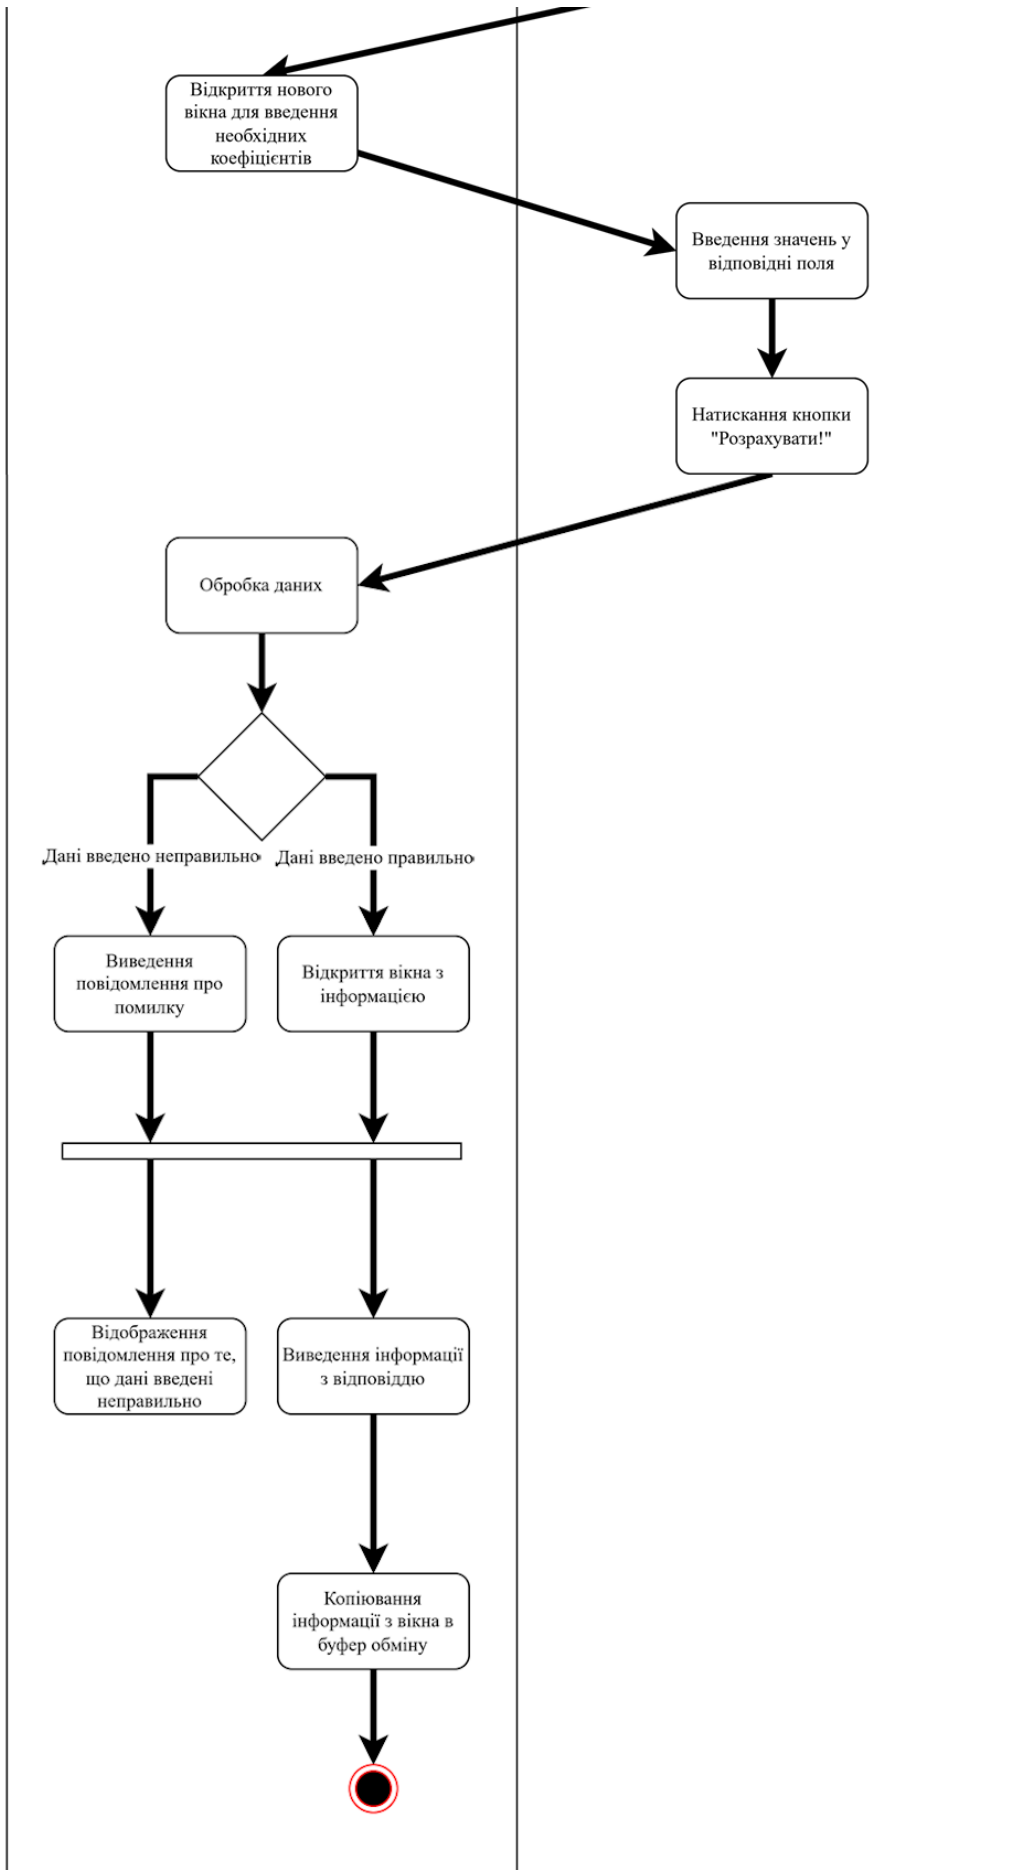 Відкриття нового
вікна для введення
необхідних
коефіцієнтів
Введення значень у
відповідні поля
Натискання кнопки
"Розрахувати!"
Обробка даних
Дані введено неправильно
Дані введено правильно
Виведення
повідомлення про
помилку
Відкриття вікна з
інформацією
Відображення
повідомлення про те,
що дані введені
неправильно
Виведення інформації
з відповіддю
Копіювання
інформації з вікна в
буфер обміну